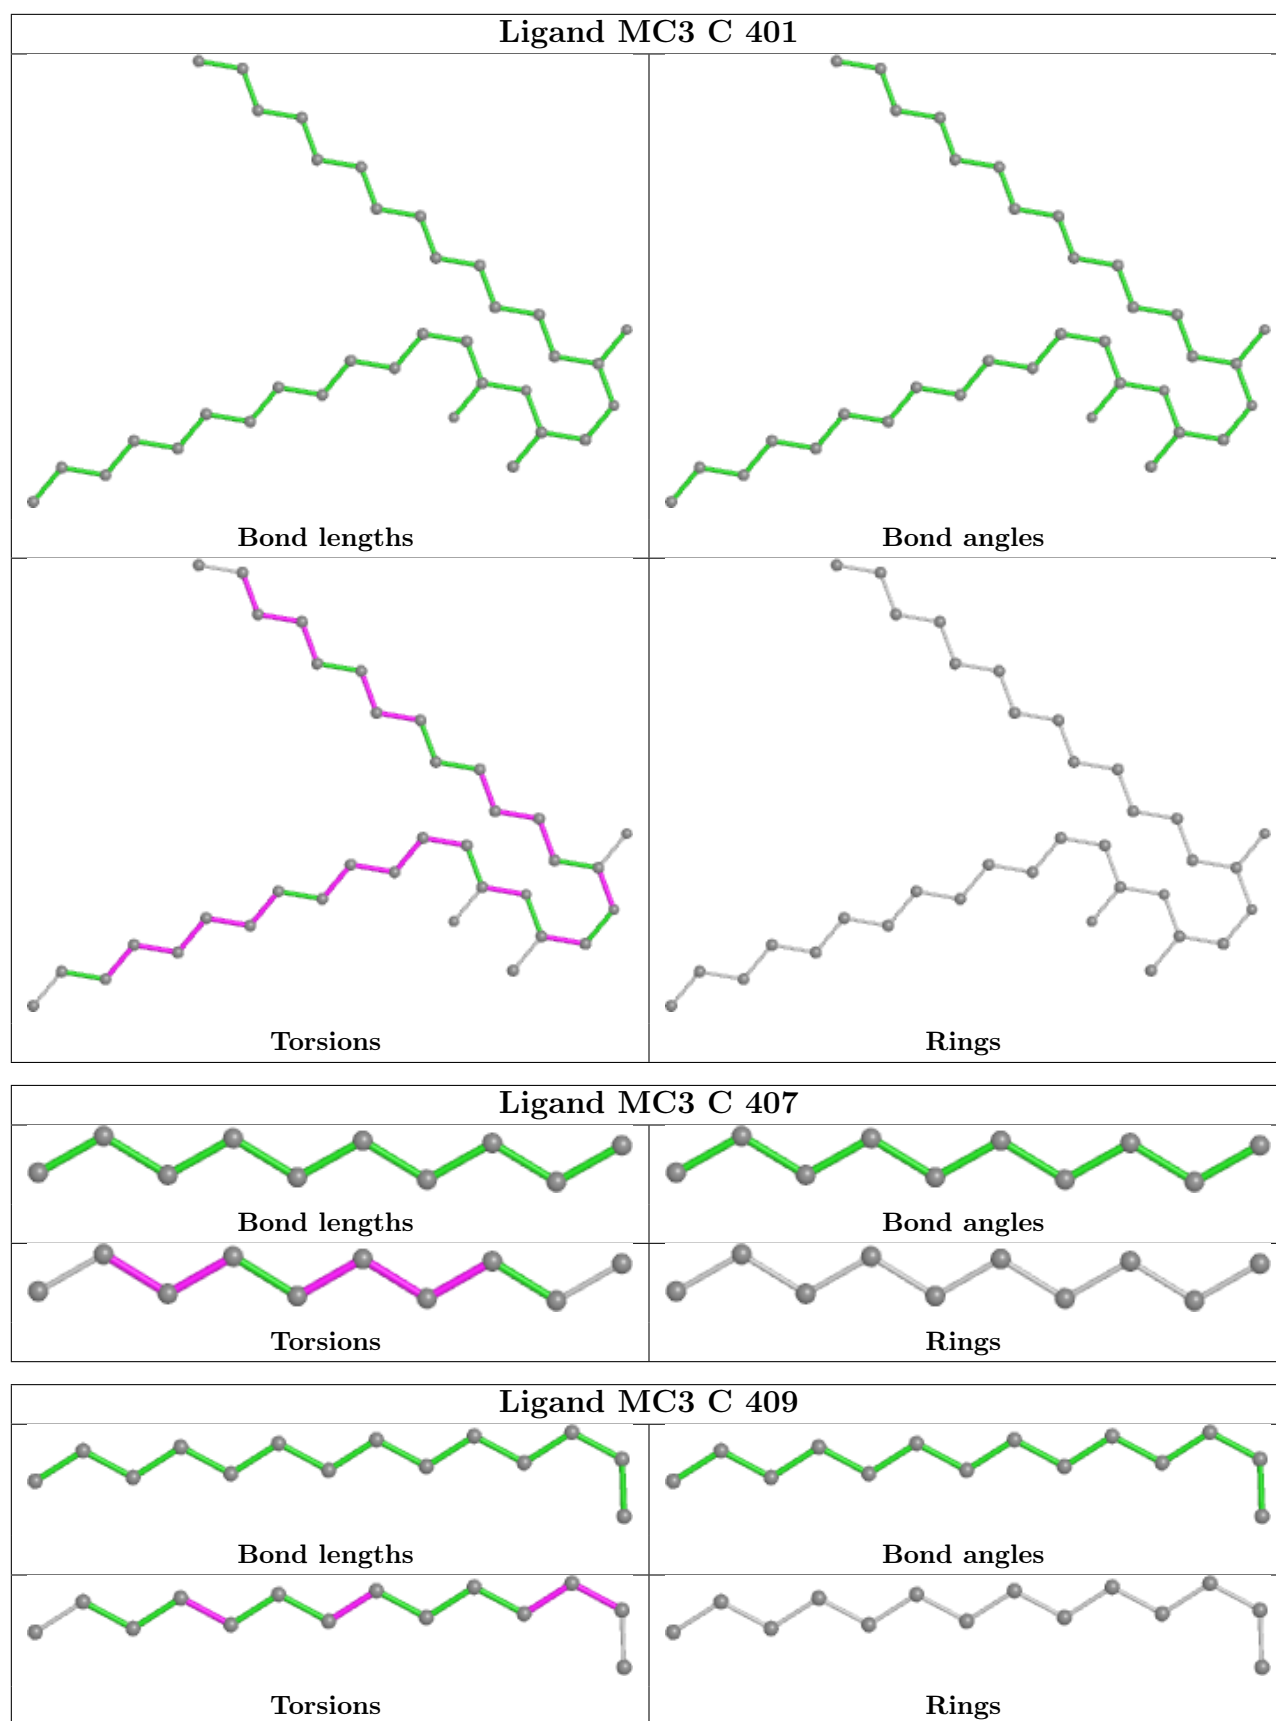 Ligand MC3 C 401
Bond lengths
Bond angles
Torsions
Rings
Ligand MC3 C 407
Bond lengths
Bond angles
Torsions
Rings
Ligand MC3 C 409
Bond lengths
Bond angles
Torsions
Rings